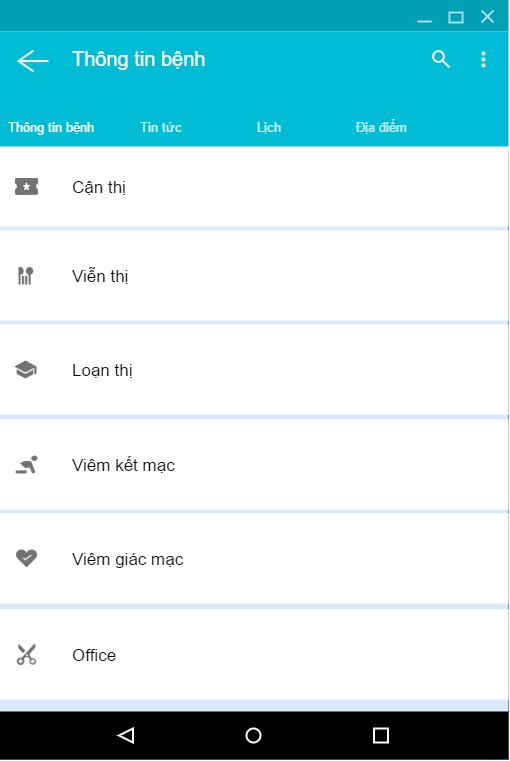 Thông tin bệnh
Thông tin bệnh Tin tức Lịch Địa điểm
Cận thị
Viễn thị
Loạn thị
Viêm kết mạc
Viêm giác mạc
Office